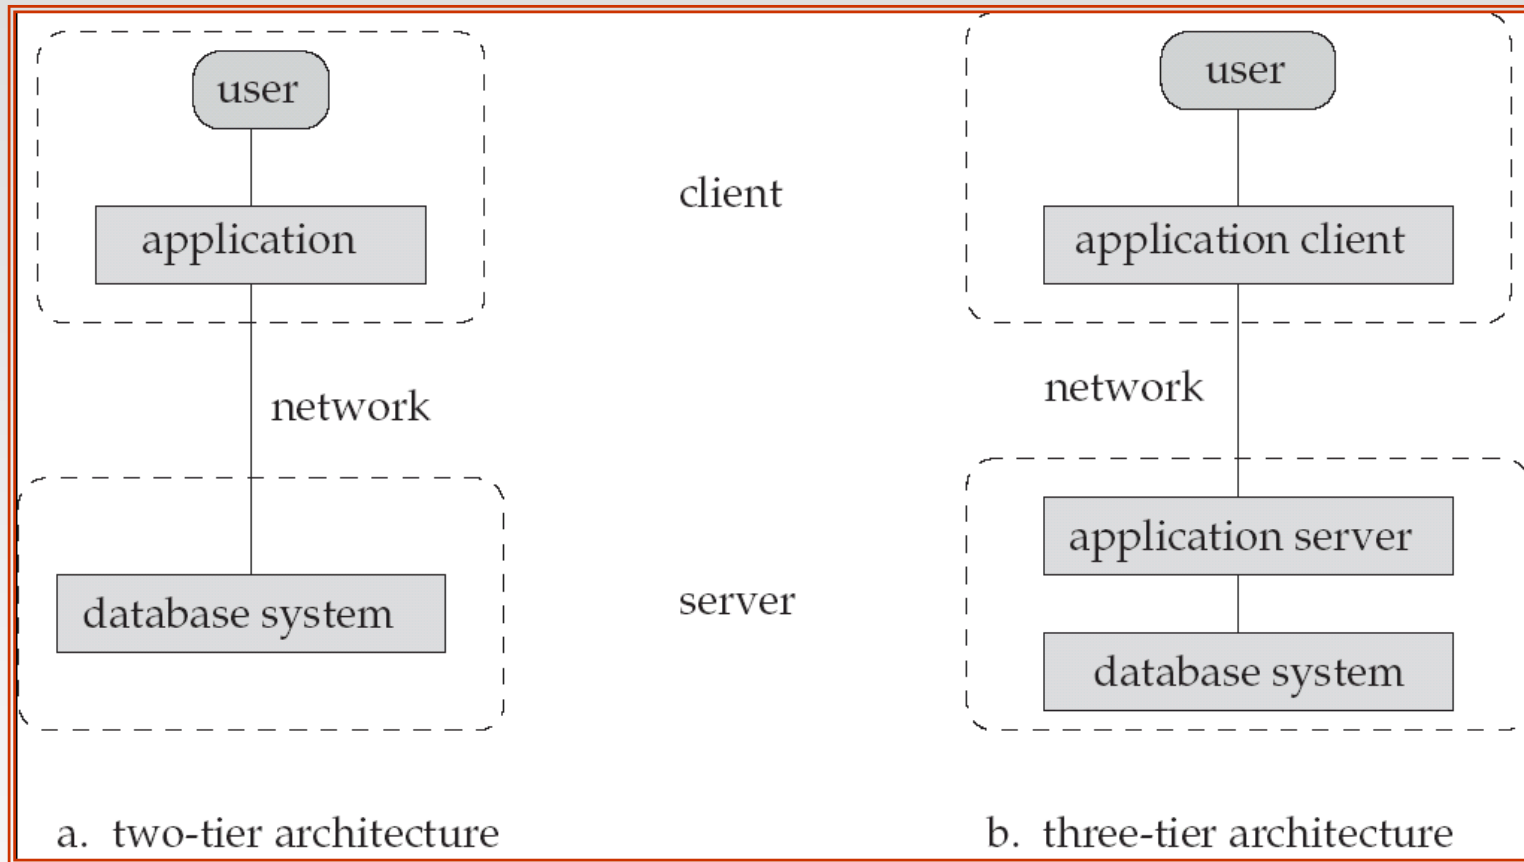 user
application
network
database system
a. two-tier architecture
client
server
user
application client
network
application server
database system
b. three-tier architecture